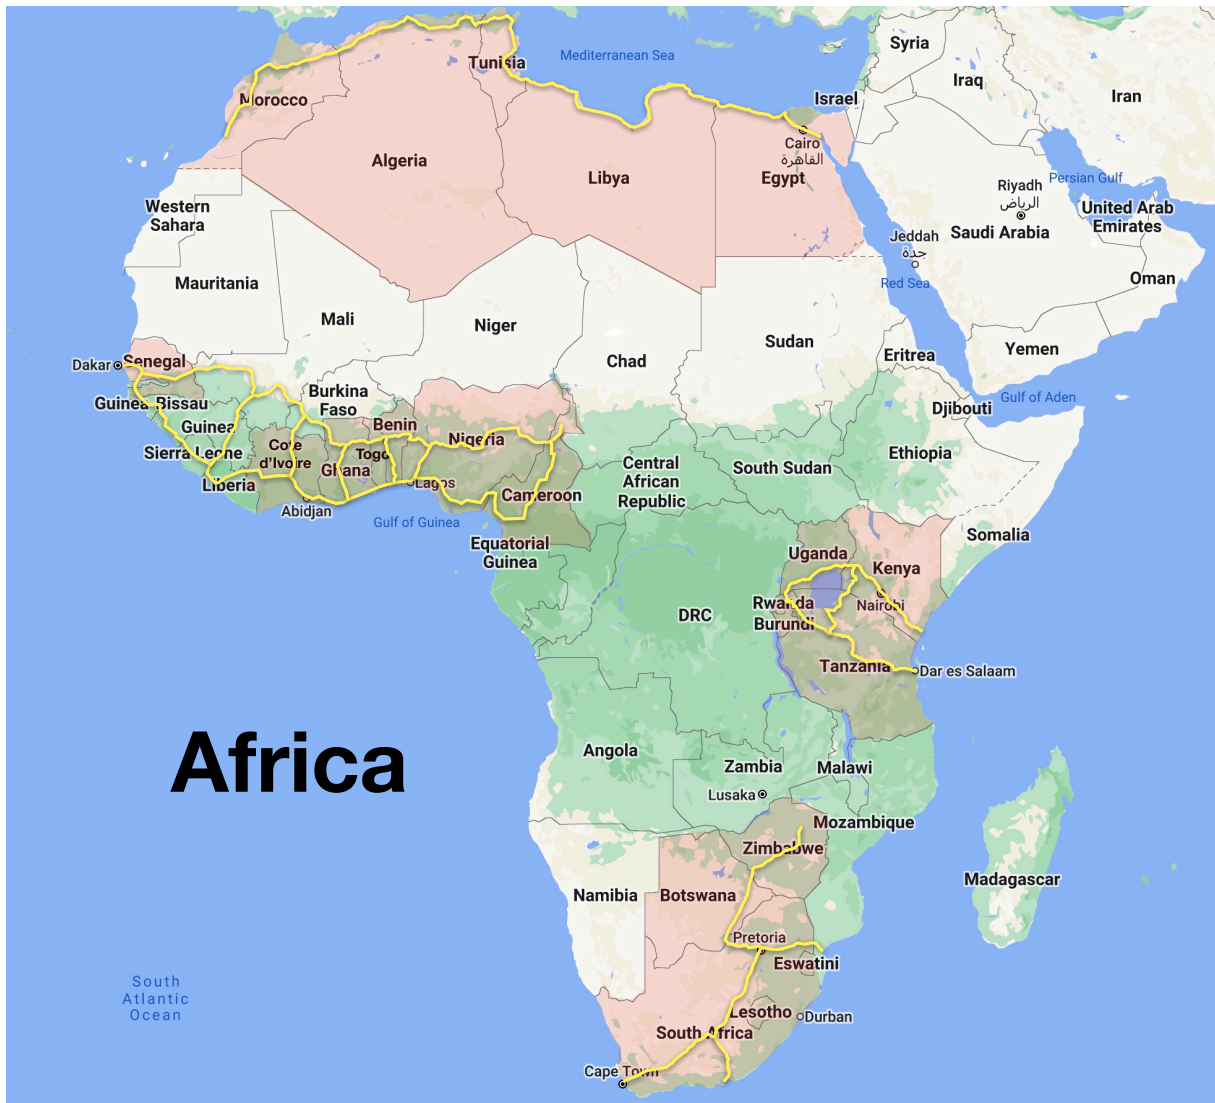 Syria
Mediterranean Sea
Tunisia
Iraq
Iran
Israel
Morocco
Cairo
القاهرة
Algeria
Libya
Egypt
Persian Gulf
Riyadh
الرياض
Western
Sahara
United Arab
Emirates
Jeddah
جدة
Saudi Arabia
Mauritania
Red Sea
Oman
Mali
Niger
Sudan
Chad
Eritrea
Yemen
Dakar
Senegal
Burkina
Faso
Gulf of Aden
Guinea-Bissau
Djibouti
Guinea
Benin
Nigeria
Sierra Leone
Cote
d'Ivoire
Togo
Ghana
Ethiopia
Central
African
Republic
South Sudan
Liberia
Lagos
Cameroon
Abidjan
Gulf of Guinea
Somalia
Equatorial
Guinea
Uganda
Kenya
Rwanda
Burundi
Nairobi
DRC
Tanzania
Dar es Salaam
Africa
Angola
Zambia
Malawi
Lusaka
Mozambique
Zimbabwe
Madagascar
Namibia
Botswana
Pretoria
Eswatini
South
Atlantic
Ocean
Lesotho
Durban
South Africa
Cape Town